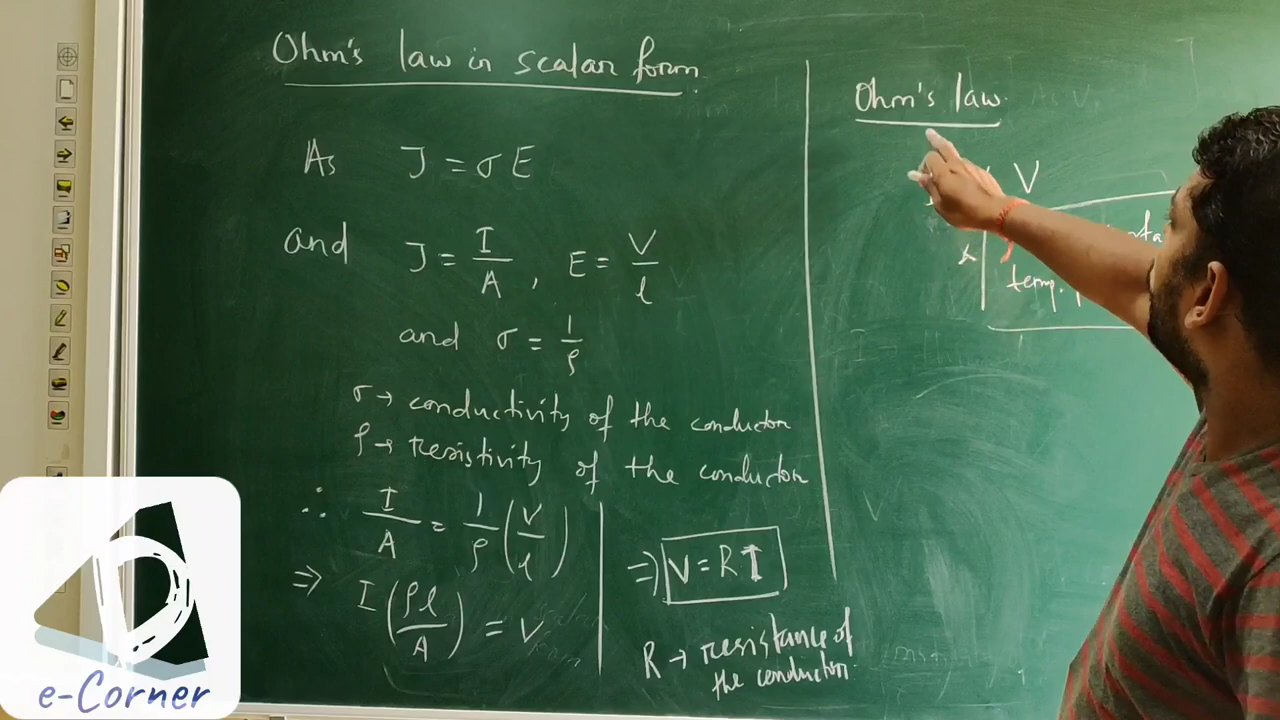 Ohm's law in scalar form
As J = σ E
and J = I/A, E = V/l
and σ = 1/ρ
σ → conductivity of the conductor
ρ → resistivity of the conductor
∴ I/A = 1/ρ (V/l)
⇒ I (ρl/A) = V
⇒ V = R I
R → resistance of
the conductor.
Ohm's law.
V
temp.
e-Corner